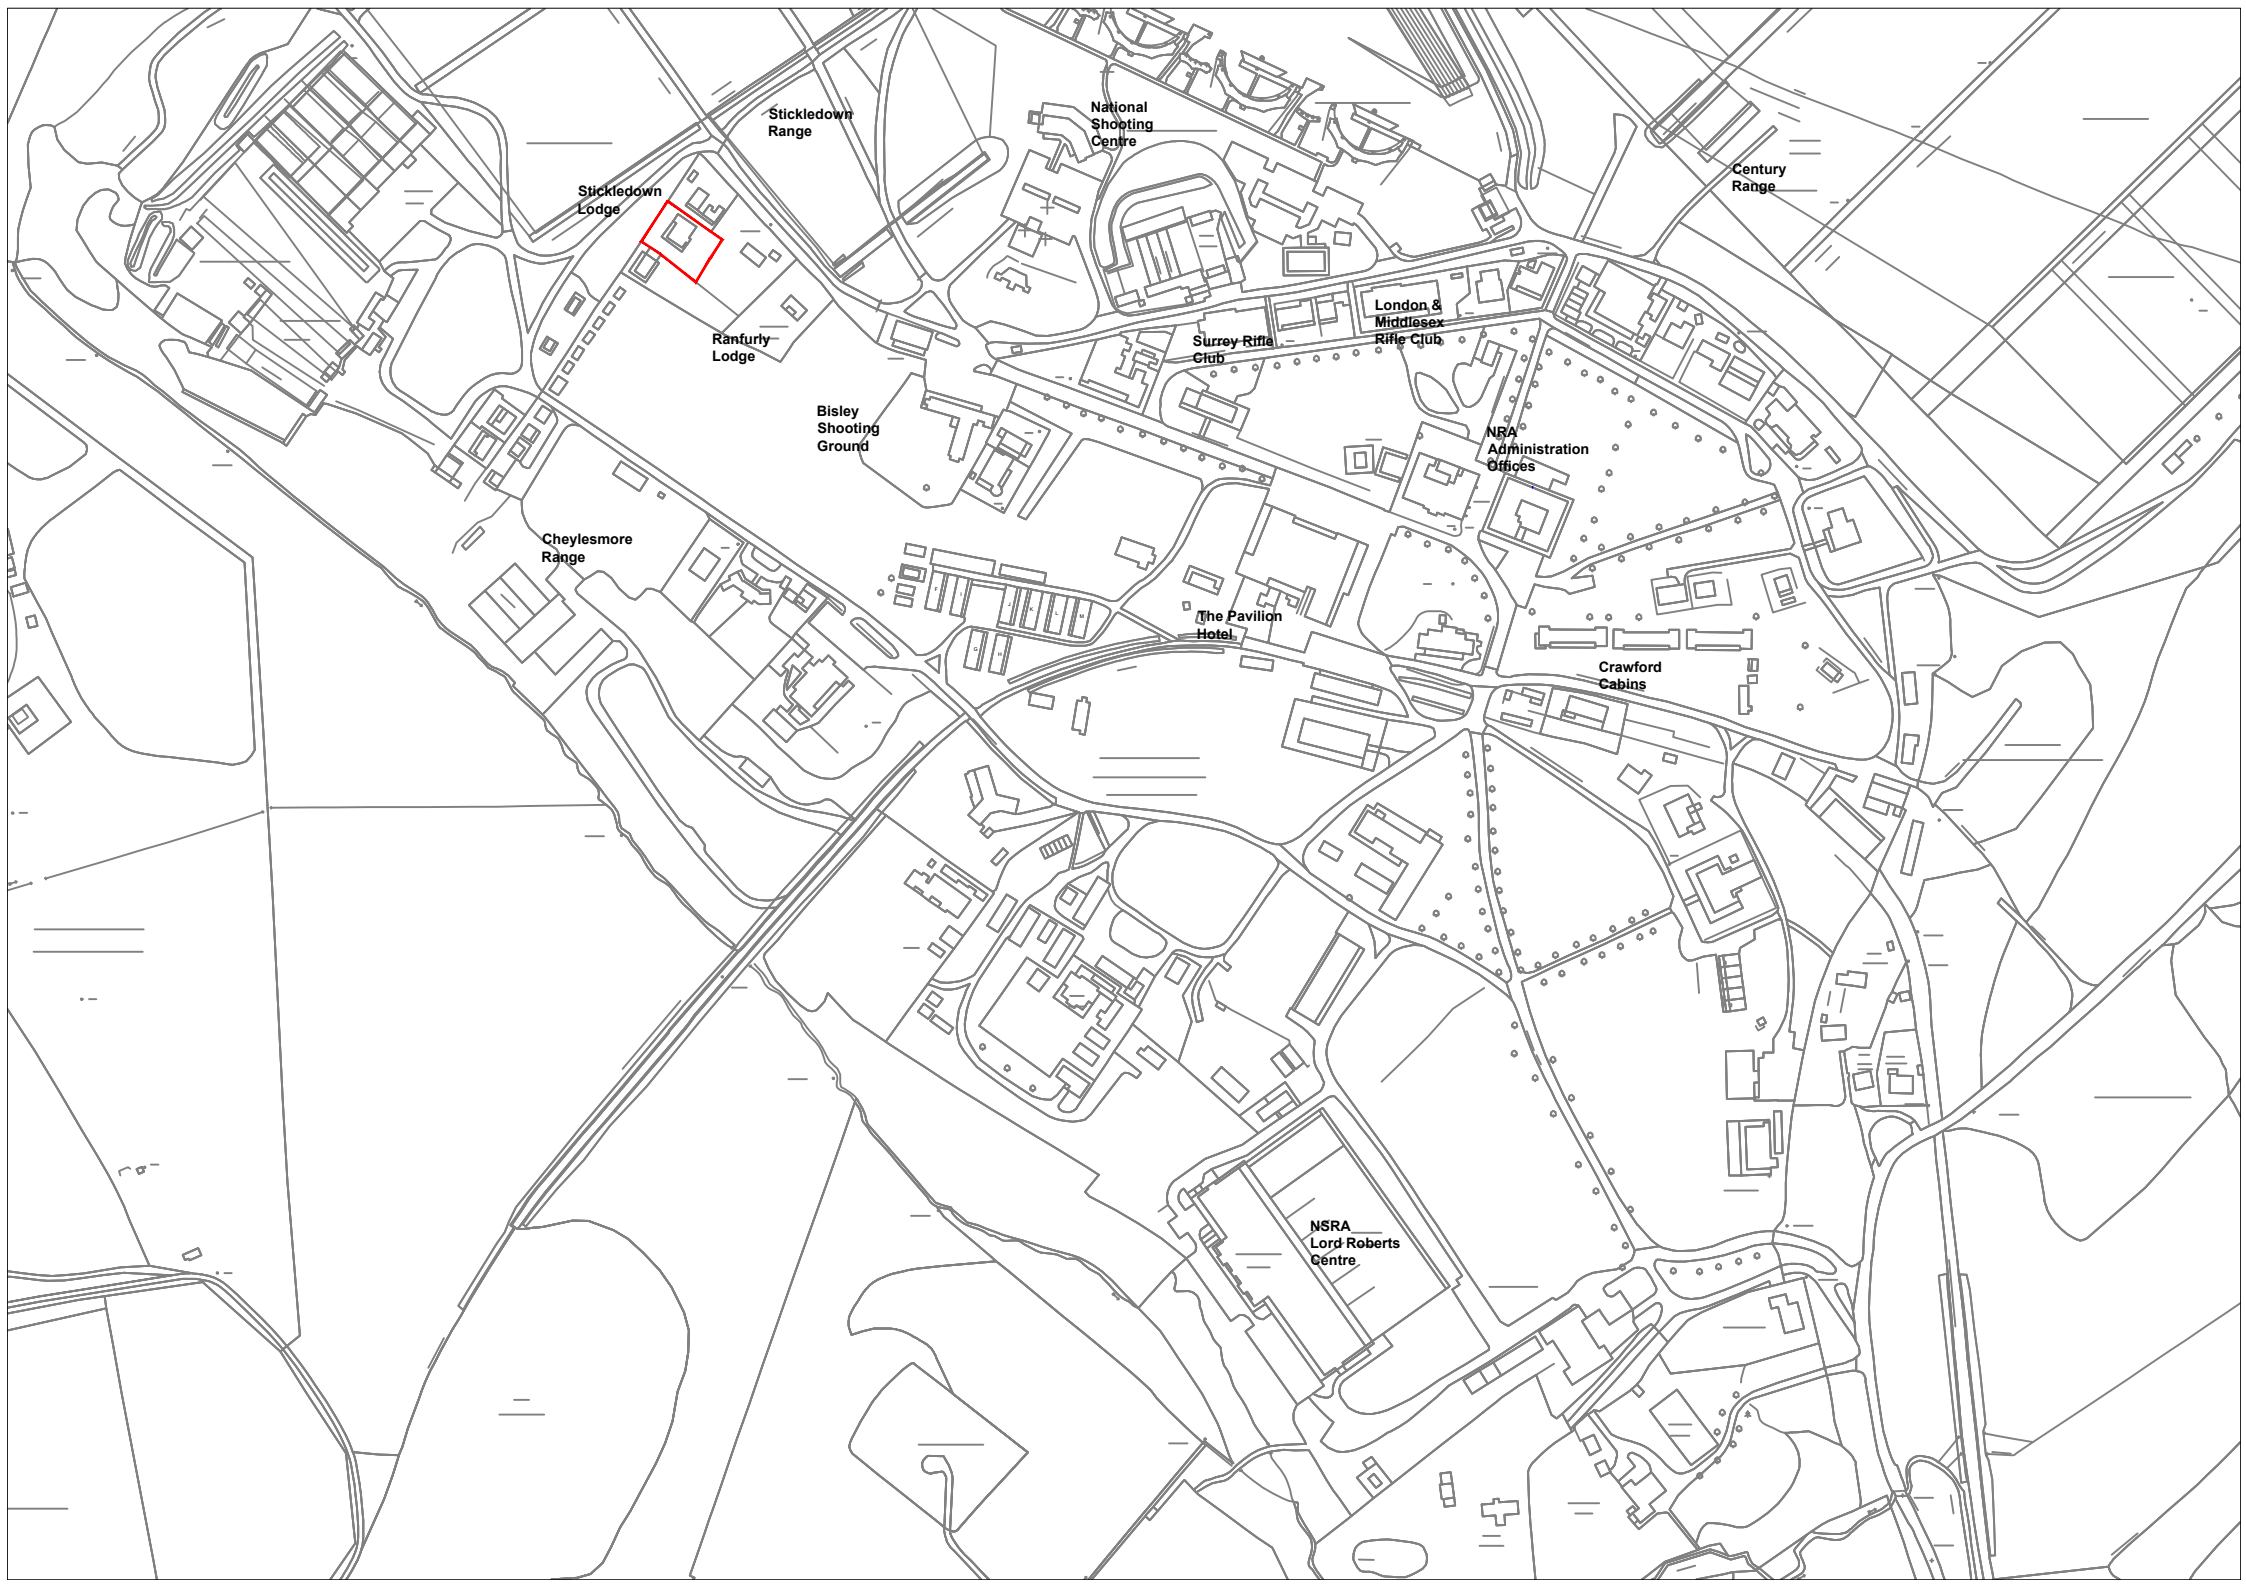 National
Shooting
Centre
Stickledown
Range
Century
Range
Stickledown
Lodge
London &
Middlesex
Rifle Club
Ranfurly
Lodge
Surrey Rifle
Club
Bisley
Shooting
Ground
NRA
Administration
Offices
Cheylesmore
Range
F
I
J
K
L
M
G
H
The Pavilion
Hotel
Crawford
Cabins
NSRA
Lord Roberts
Centre